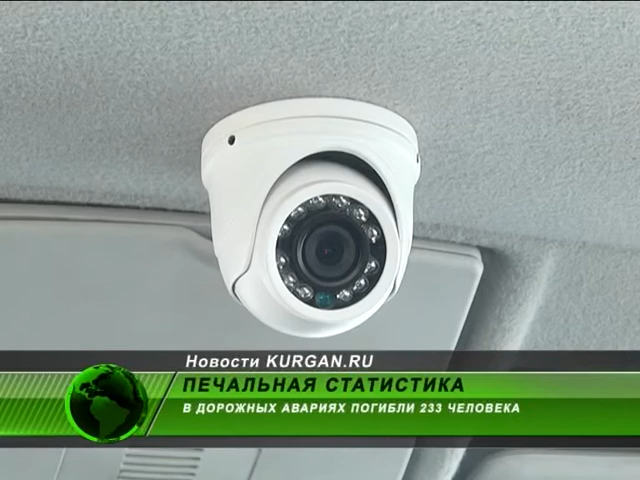 Новости KURGAN.RU
ПЕЧАЛЬНАЯ СТАТИСТИКА
В ДОРОЖНЫХ АВАРИЯХ ПОГИБЛИ 233 ЧЕЛОВЕКА